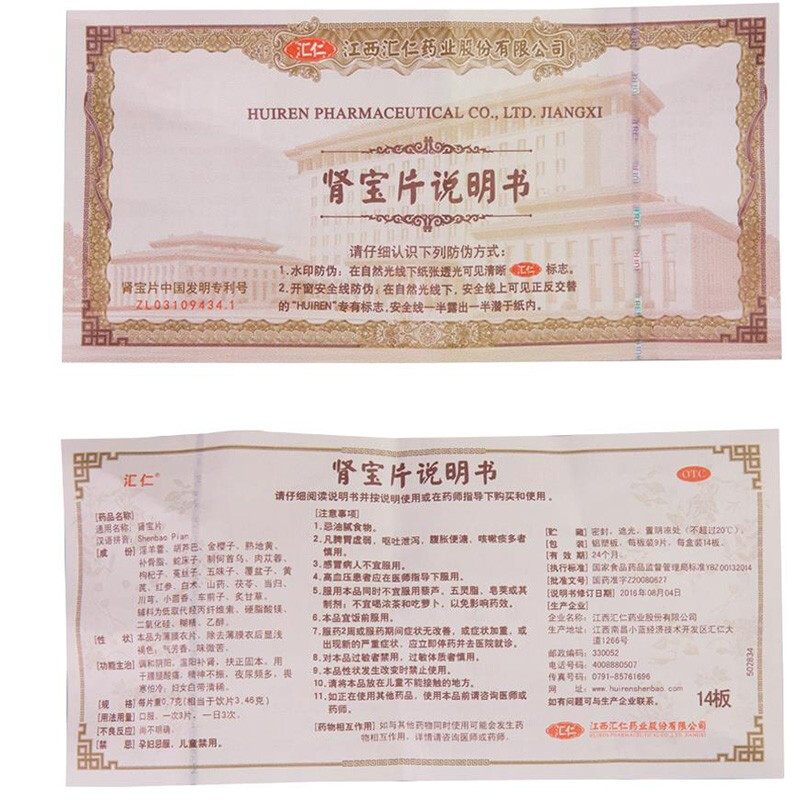 汇仁 江西汇仁药业股份有限公司
HUIREN PHARMACEUTICAL CO., LTD. JIANGXI
肾宝片说明书
请仔细认识下列防伪方式：
1.水印防伪：在自然光线下纸张透光可见清晰 汇仁 标志。
2.开窗安全线防伪：在自然光线下，安全线上可见正反交替
的“HUIREN”专有标志，安全线一半露出一半潜于纸内。
肾宝片中国发明专利号
ZL03109434.1
汇仁®
肾宝片说明书
OTC
请仔细阅读说明书并按说明使用或在药师指导下购买和使用。
[药品名称]
通用名称：肾宝片
汉语拼音：Shenbao Pian
[成 份] 淫羊藿、胡芦巴、金樱子、熟地黄、
补骨脂、蛇床子、制何首乌、肉苁蓉、
枸杞子、菟丝子、五味子、覆盆子、黄
芪、红参、白术、山药、茯苓、当归、
川芎、小茴香、车前子、炙甘草。
辅料为低取代羟丙纤维素、硬脂酸镁、
二氧化硅、糊精、乙醇。
[性 状] 本品为薄膜衣片，除去薄膜衣后显浅
褐色；气芳香，味微苦。
[功能主治] 调和阴阳，温阳补肾，扶正固本。用
于腰腿酸痛，精神不振，夜尿频多，畏
寒怕冷；妇女白带清稀。
[规 格] 每片重0.7克(相当于饮片3.46克)
[用法用量] 口服，一次3片，一日3次。
[不良反应] 尚不明确。
[禁 忌] 孕妇忌服，儿童禁用。
[注意事项]
1. 忌油腻食物。
2. 凡脾胃虚弱，呕吐泄泻，腹胀便溏、咳嗽痰多者
慎用。
3. 感冒病人不宜服用。
4. 高血压患者应在医师指导下服用。
5. 服用本品同时不宜服用藜芦、五灵脂、皂荚或其
制剂；不宜喝浓茶和吃萝卜，以免影响药效。
6. 本品宜饭前服用。
7. 服药2周或服药期间症状无改善，或症状加重，或
出现新的严重症状，应立即停药并去医院就诊。
8. 对本品过敏者禁用，过敏体质者慎用。
9. 本品性状发生改变时禁止使用。
10. 请将本品放在儿童不能接触的地方。
11. 如正在使用其他药品，使用本品前请咨询医师或
药师。
[药物相互作用] 如与其他药物同时使用可能会发生药
物相互作用，详情请咨询医师或药师。
[贮 藏] 密封，遮光，置阴凉处（不超过20℃）。
[包 装] 铝塑板，每板装9片，每盒装14板。
[有 效 期] 24个月。
[执行标准] 国家食品药品监督管理局标准YBZ00132014
[批准文号] 国药准字Z20080627
[说明书修订日期] 2016年08月04日
[生产企业]
企业名称：江西汇仁药业股份有限公司
生产地址：江西南昌小蓝经济技术开发区汇仁大
道1266号
邮政编码：330052
电话号码：4008880507
传真号码：0791-85761696
网 址：www.huirenshenbao.com
如有问题可与生产企业联系。
14板
502834
汇仁 江西汇仁药业股份有限公司
HUIREN PHARMACEUTICAL CO.,LTD.JIANGXI